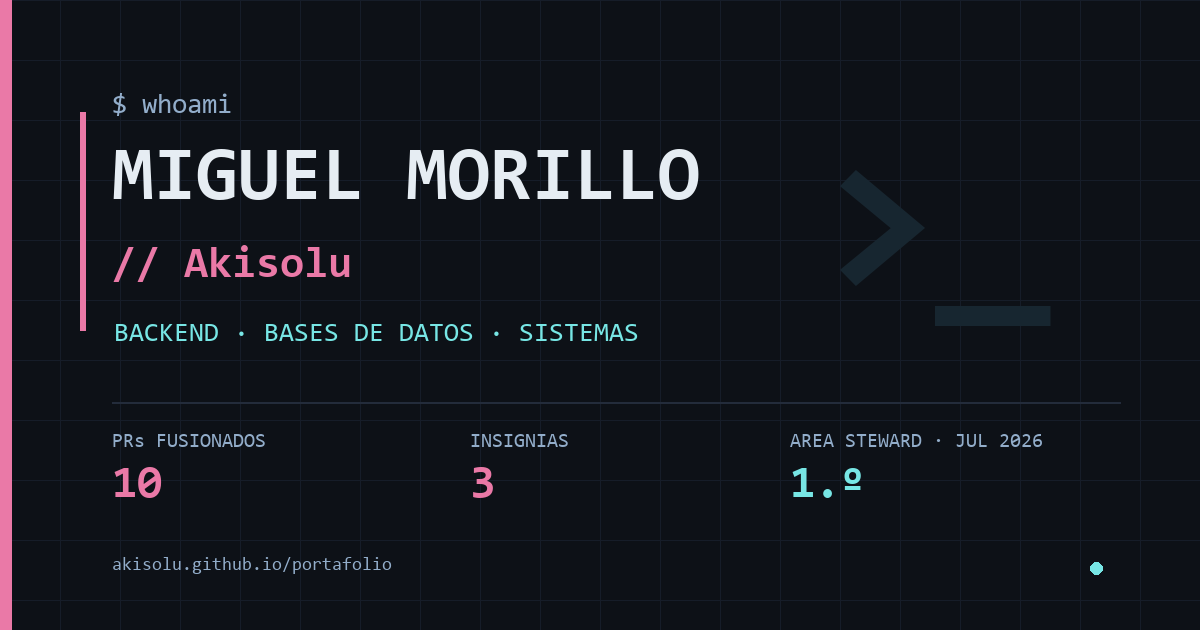 $ whoami
MIGUEL MORILLO
// Akisolu
BACKEND · BASES DE DATOS · SISTEMAS
PRs FUSIONADOS
10
INSIGNIAS
3
AREA STEWARD · JUL 2026
1.º
akisolu.github.io/portafolio
>_